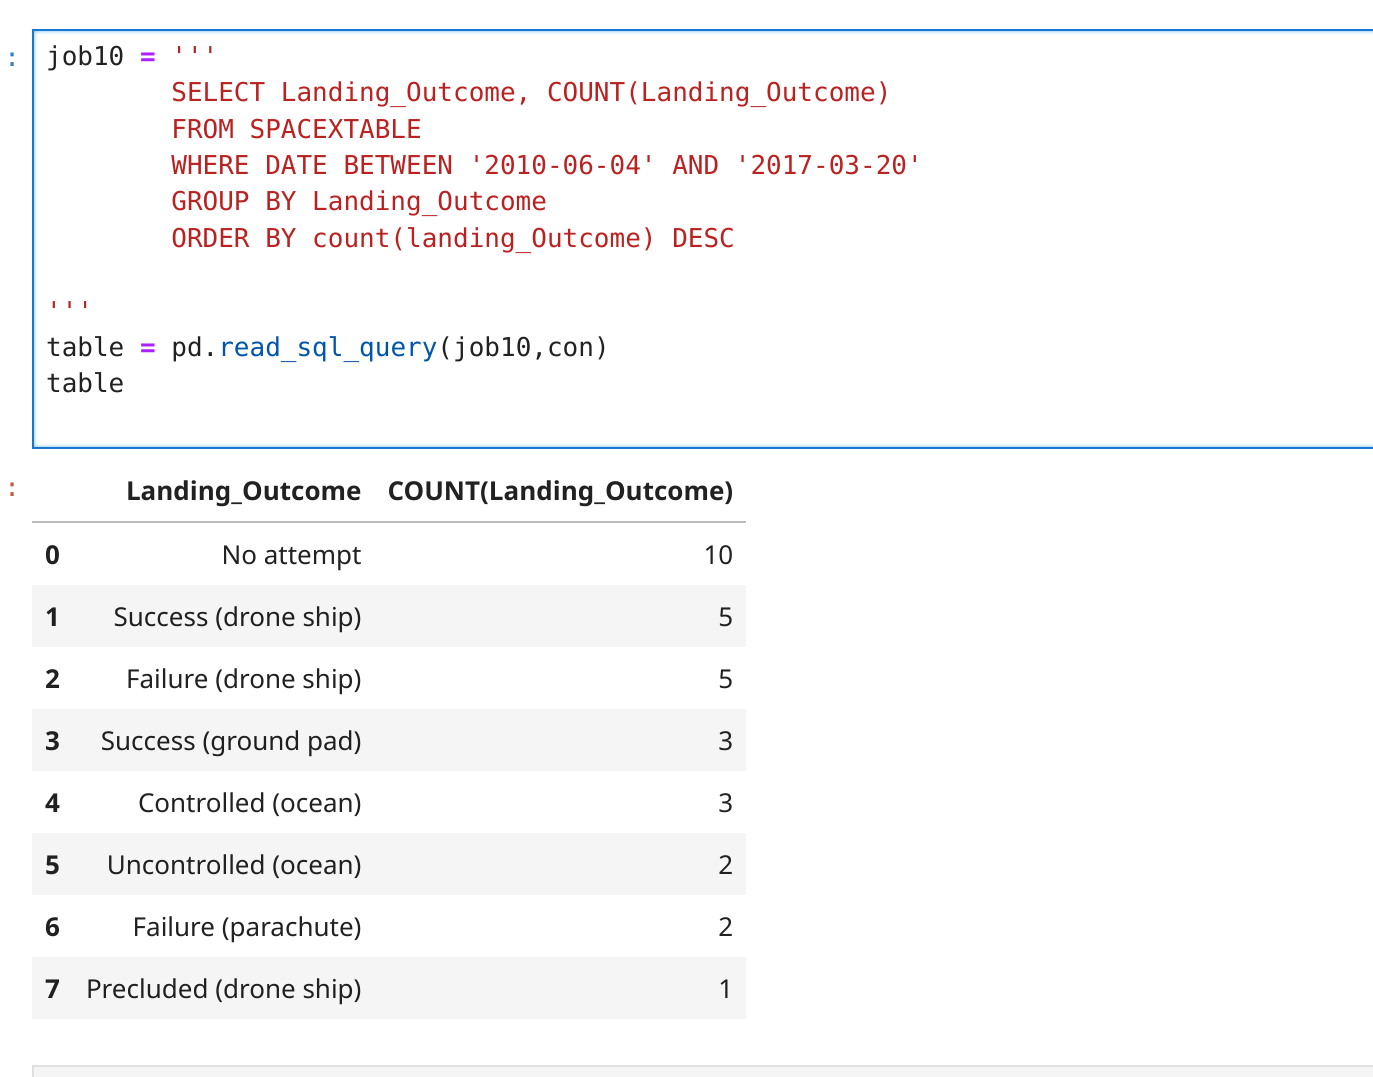 :
job10 = '''
SELECT Landing_Outcome, COUNT(Landing_Outcome)
FROM SPACEXTABLE
WHERE DATE BETWEEN '2010-06-04' AND '2017-03-20'
GROUP BY Landing_Outcome
ORDER BY count(landing_Outcome) DESC
'''
table = pd.read_sql_query(job10,con)
table
:
Landing_Outcome COUNT(Landing_Outcome)
0 No attempt 10
1 Success (drone ship) 5
2 Failure (drone ship) 5
3 Success (ground pad) 3
4 Controlled (ocean) 3
5 Uncontrolled (ocean) 2
6 Failure (parachute) 2
7 Precluded (drone ship) 1